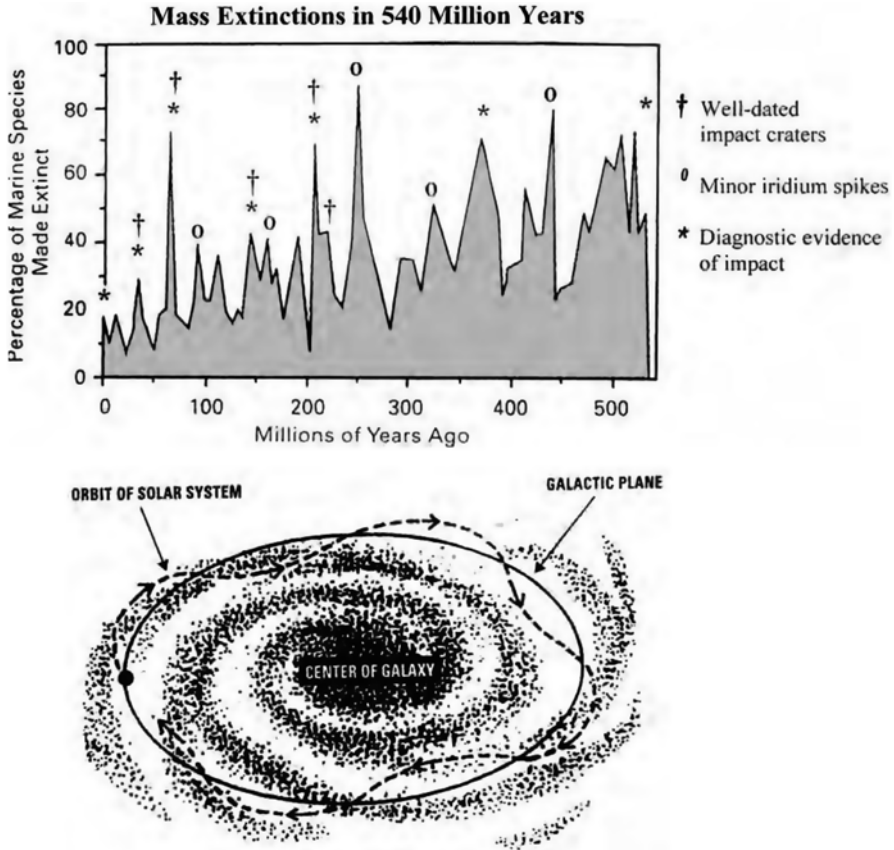 Mass Extinctions in 540 Million Years
Percentage of Marine Species
Made Extinct
100
80
60
40
20
0
†
*
†
*
†
*
†
*
†
*
*
*
o
o
o
o
o
0 100 200 300 400 500
Millions of Years Ago
† Well-dated
impact craters
o Minor iridium spikes
* Diagnostic evidence
of impact
ORBIT OF SOLAR SYSTEM
GALACTIC PLANE
CENTER OF GALAXY